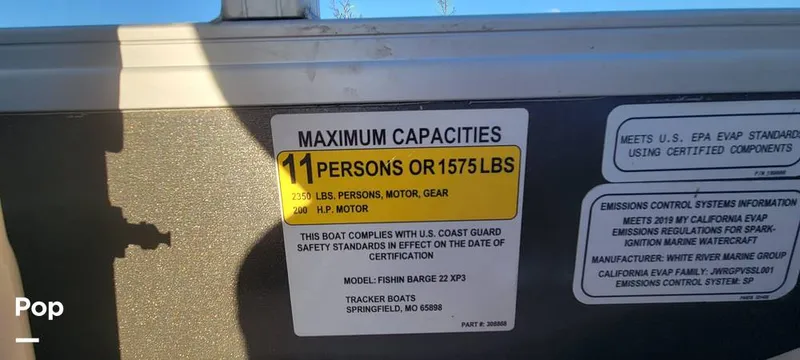 MAXIMUM CAPACITIES
11 PERSONS OR 1575 LBS
2350 LBS. PERSONS, MOTOR, GEAR
200 H.P. MOTOR
THIS BOAT COMPLIES WITH U.S. COAST GUARD
SAFETY STANDARDS IN EFFECT ON THE DATE OF
CERTIFICATION
MODEL: FISHIN BARGE 22 XP3
TRACKER BOATS
SPRINGFIELD, MO 65898
PART #:
MEETS U.S. EPA EVAP STANDARDS
USING CERTIFIED COMPONENTS
P/N
EMISSIONS CONTROL SYSTEMS INFORMATION
MEETS 2019 MY CALIFORNIA EVAP
EMISSIONS REGULATIONS FOR SPARK-
IGNITION MARINE WATERCRAFT
MANUFACTURER: WHITE RIVER MARINE GROUP
CALIFORNIA EVAP FAMILY: JWRGPVSSL001
EMISSIONS CONTROL SYSTEM: SP
Pop